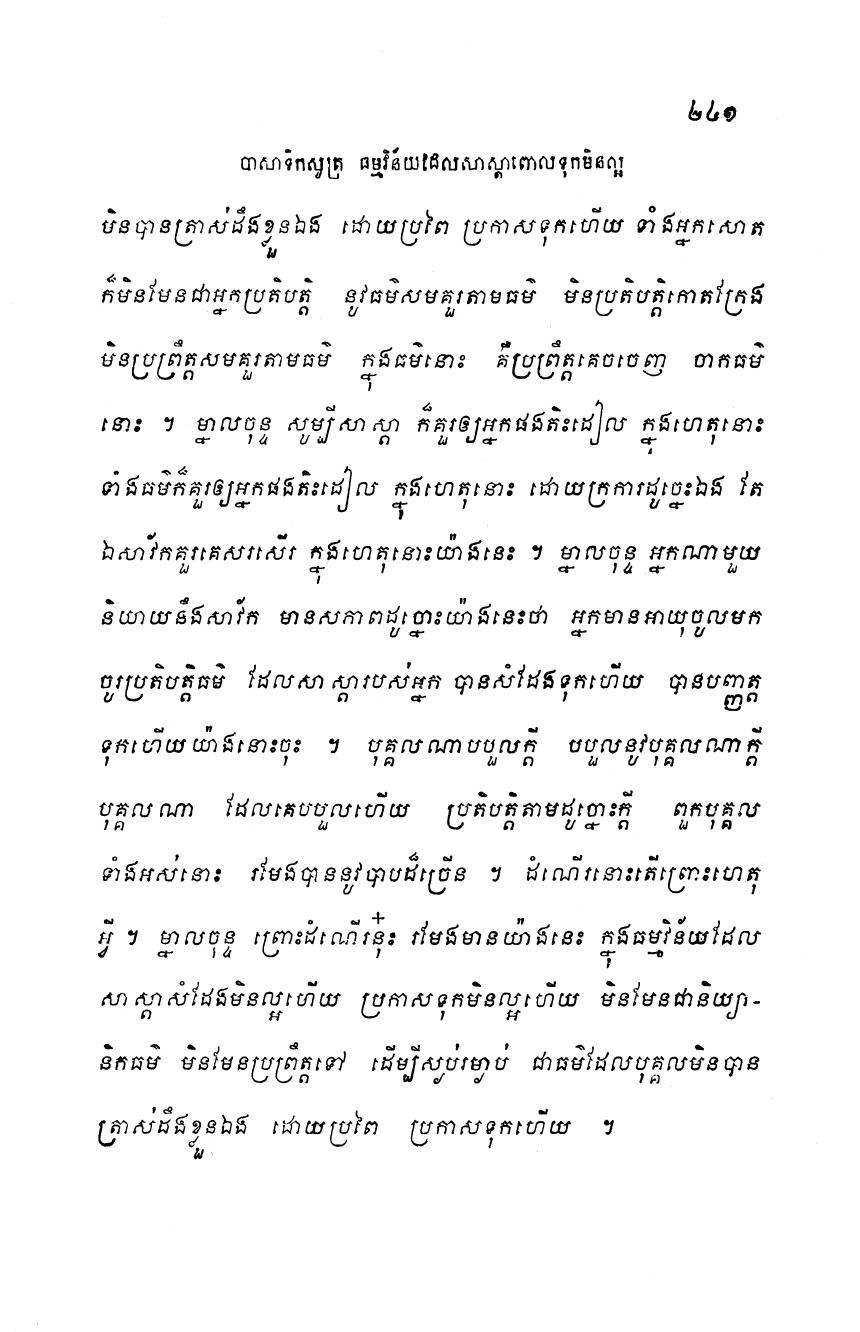 ២៤១
បាសាទិកសូត្រ ធម្មវិន័យដែលសាស្តាពោលទុកមិនល្អ
មិនបានត្រាស់ដឹងខ្លួនឯង ដោយប្រពៃ ប្រកាសទុកហើយ ទាំងអ្នកសោត
ក៏មិនមែនជាអ្នកប្រតិបត្តិ នូវធម៌សមគួរតាមធម៌ មិនប្រតិបត្តិកោតក្រែង
មិនប្រព្រឹត្តសមគួរតាមធម៌ ក្នុងធម៌នោះ គឺប្រព្រឹត្តគេចចេញ ចាកធម៌
នោះ ។ ម្នាលចុន្ទ សូម្បីសាស្តា ក៏គួរឲ្យអ្នកផងតិះដៀល ក្នុងហេតុនោះ
ទាំងធម៌ក៏គួរឲ្យអ្នកផងតិះដៀល ក្នុងហេតុនោះ ដោយក្រការដូច្នេះឯង តែ
ឯសាវ័កគួរគេសរសើរ ក្នុងហេតុនោះយ៉ាងនេះ ។ ម្នាលចុន្ទ អ្នកណាមួយ
និយាយនឹងសាវ័ក មានសភាពដូច្នោះយ៉ាងនេះថា អ្នកមានអាយុចូលមក
ចូរប្រតិបត្តិធម៌ ដែលសាស្តារបស់អ្នក បានសំដែងទុកហើយ បានបញ្ញត្ត
ទុកហើយយ៉ាងនោះចុះ ។ បុគ្គលណាបបួលក្តី បបួលនូវបុគ្គលណាក្តី
បុគ្គលណា ដែលគេបបួលហើយ ប្រតិបត្តិតាមដូច្នោះក្តី ពួកបុគ្គល
ទាំងអស់នោះ រមែងបាននូវបាបដ៏ច្រើន ។ ដំណើរនោះតើព្រោះហេតុ
អ្វី ។ ម្នាលចុន្ទ ព្រោះដំណើរនុ៎ះ រមែងមានយ៉ាងនេះ ក្នុងធម្មវិន័យដែល
សាស្តាសំដែងមិនល្អហើយ ប្រកាសទុកមិនល្អហើយ មិនមែនជានិយ្យា-
និកធម៌ មិនមែនប្រព្រឹត្តទៅ ដើម្បីស្ងប់រម្ងាប់ ជាធម៌ដែលបុគ្គលមិនបាន
ត្រាស់ដឹងខ្លួនឯង ដោយប្រពៃ ប្រកាសទុកហើយ ។